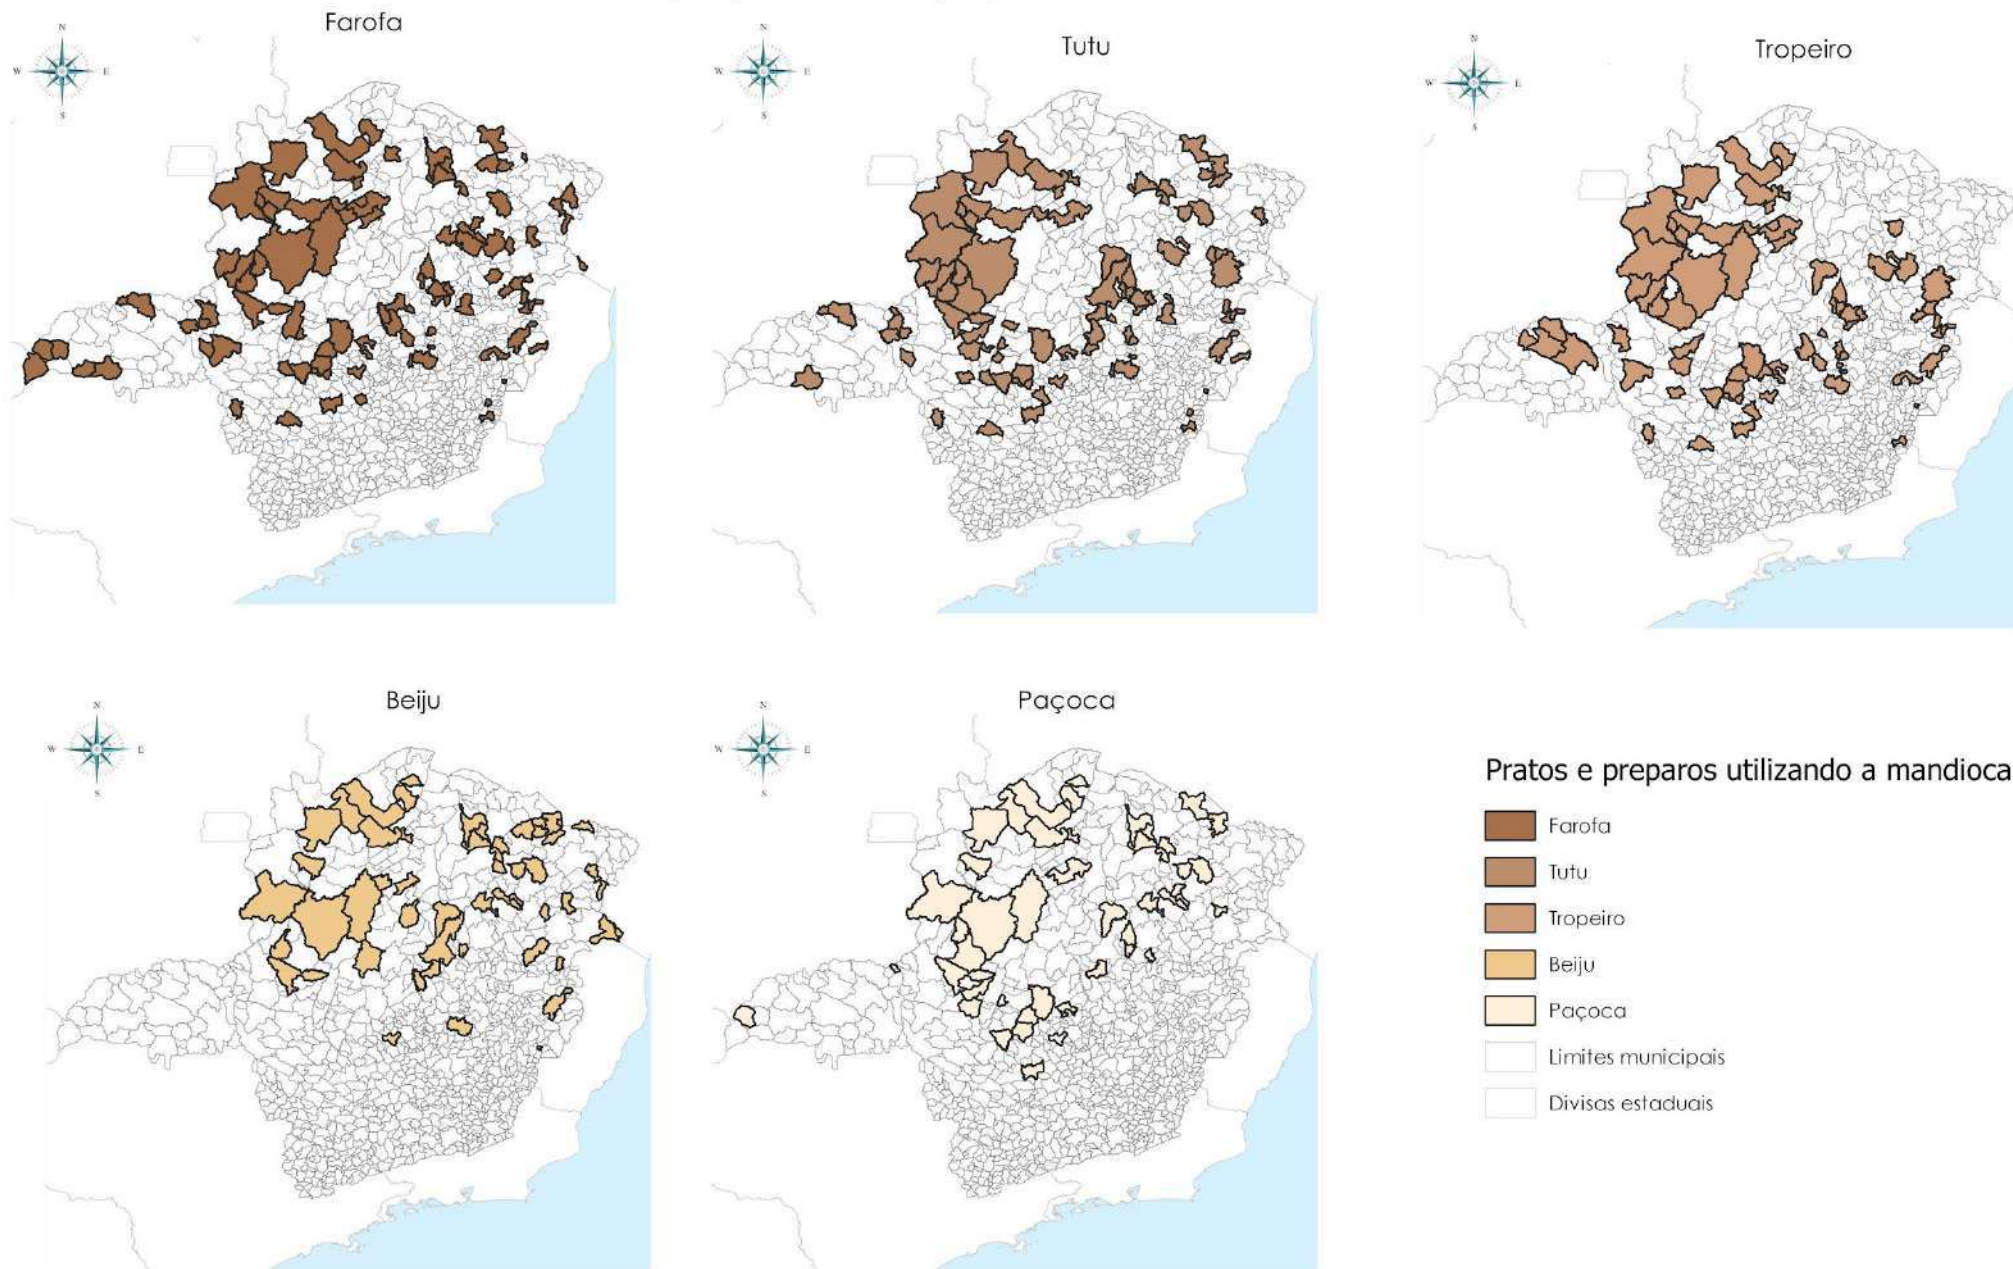 Farofa
Tutu
Tropeiro
N
W
E
S
N
W
E
S
N
W
E
S
Beiju
Paçoca
N
W
E
S
N
W
E
S
Pratos e preparos utilizando a mandioca
Farofa
Tutu
Tropeiro
Beiju
Paçoca
Limites municipais
Divisas estaduais